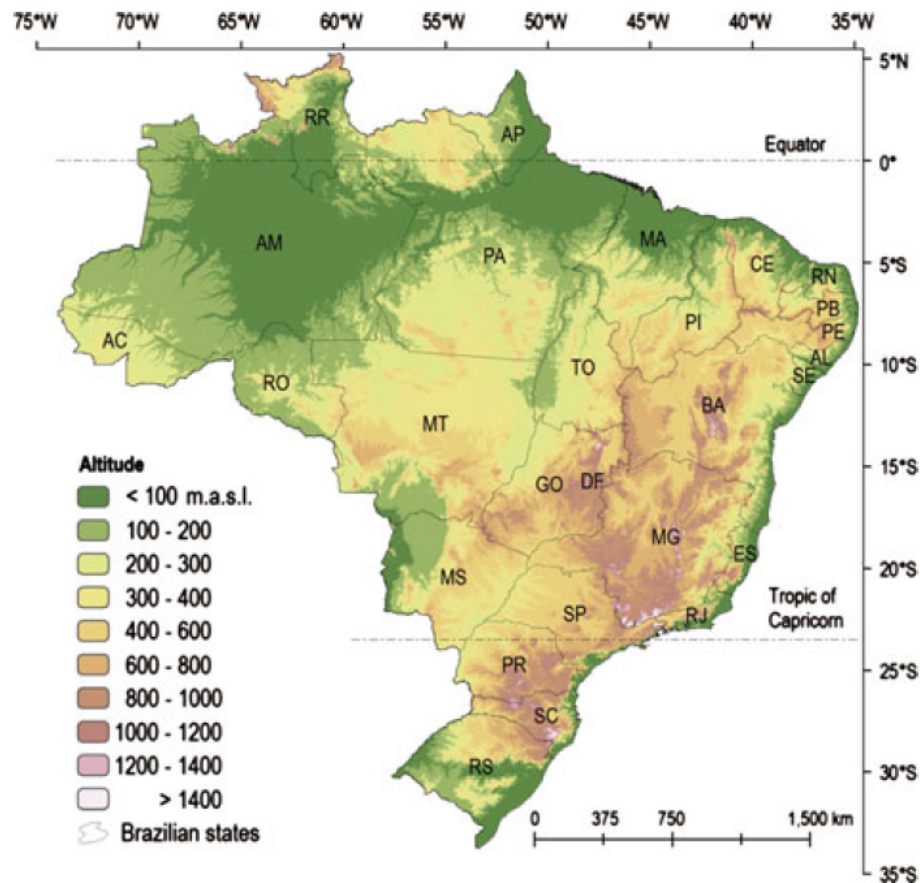 75°W 70°W 65°W 60°W 55°W 50°W 45°W 40°W 35°W
5°N
RR
AP
Equator
0°
AM
MA
PA
CE
5°S
RN
PB
PI
PE
AC
AL
TO
10°S
RO
SE
BA
MT
Altitude
15°S
GO
DF
< 100 m.a.s.l.
100 - 200
MG
ES
200 - 300
MS
20°S
300 - 400
Tropic of
Capricorn
SP
RJ
400 - 600
600 - 800
PR
25°S
800 - 1000
SC
1000 - 1200
1200 - 1400
RS
30°S
> 1400
0 375 750 1,500 km
Brazilian states
35°S